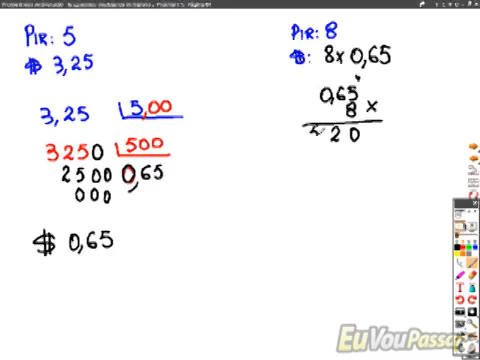 PIR: 5
$ 3,25
3,25 5,00
3250 500
2500 0,65
000
$ 0,65
PIR: 8
$: 8x 0,65
0,65
8 x
20
EuVouPassar